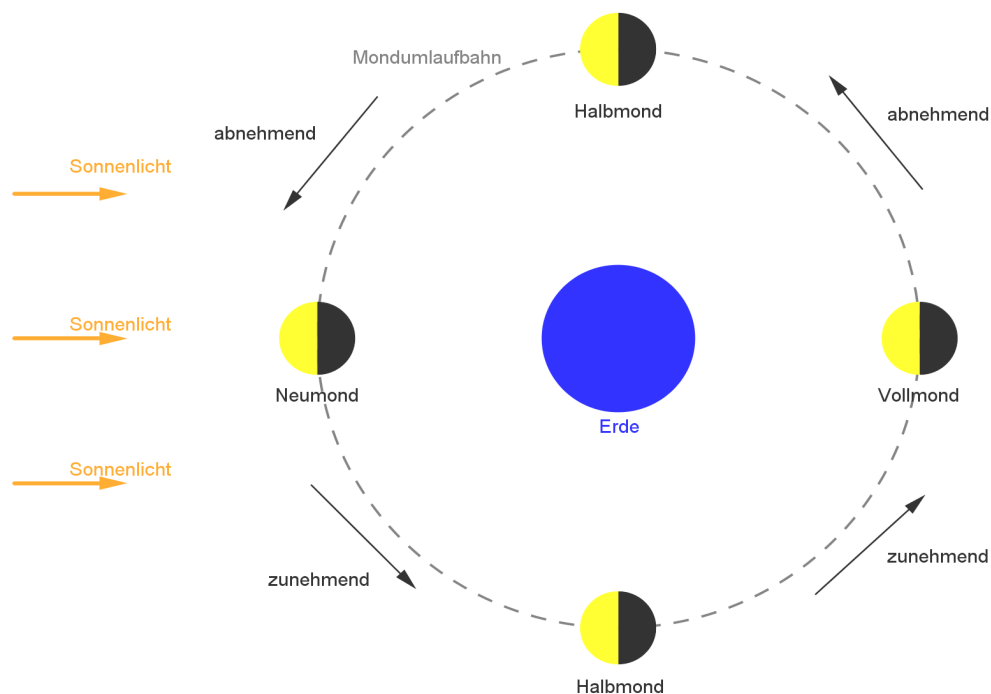 Mondumlaufbahn
Halbmond
abnehmend
abnehmend
Sonnenlicht
Sonnenlicht
Sonnenlicht
Neumond
Erde
Vollmond
zunehmend
zunehmend
Halbmond